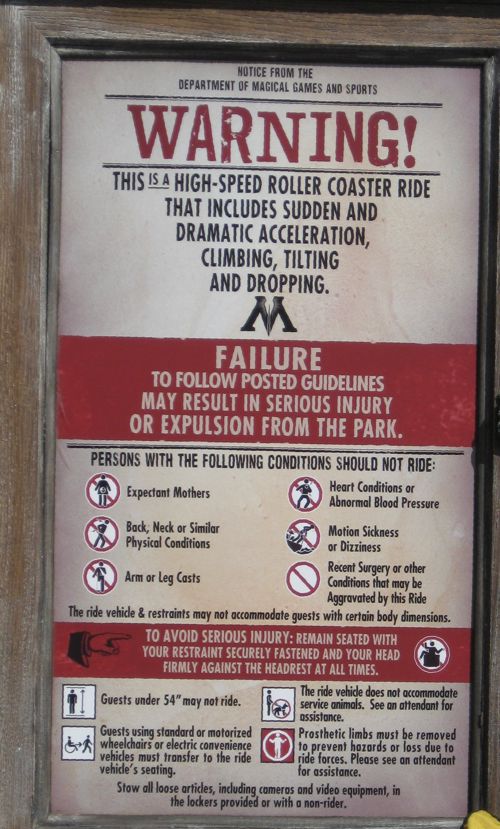 NOTICE FROM THE
DEPARTMENT OF MAGICAL GAMES AND SPORTS
WARNING!
THIS IS A HIGH-SPEED ROLLER COASTER RIDE
THAT INCLUDES SUDDEN AND
DRAMATIC ACCELERATION,
CLIMBING, TILTING
AND DROPPING.
M
FAILURE
TO FOLLOW POSTED GUIDELINES
MAY RESULT IN SERIOUS INJURY
OR EXPULSION FROM THE PARK.
PERSONS WITH THE FOLLOWING CONDITIONS SHOULD NOT RIDE:
Expectant Mothers
Heart Conditions or
Abnormal Blood Pressure
Back, Neck or Similar
Physical Conditions
Motion Sickness
or Dizziness
Arm or Leg Casts
Recent Surgery or other
Conditions that may be
Aggravated by this Ride
The ride vehicle & restraints may not accommodate guests with certain body dimensions.
TO AVOID SERIOUS INJURY: REMAIN SEATED WITH
YOUR RESTRAINT SECURELY FASTENED AND YOUR HEAD
FIRMLY AGAINST THE HEADREST AT ALL TIMES.
Guests under 54" may not ride.
The ride vehicle does not accommodate
service animals. See an attendant for
assistance.
Guests using standard or motorized
wheelchairs or electric convenience
vehicles must transfer to the ride
vehicle's seating.
Prosthetic limbs must be removed
to prevent hazards or loss due to
ride forces. Please see an attendant
for assistance.
Stow all loose articles, including cameras and video equipment, in
the lockers provided or with a non-rider.